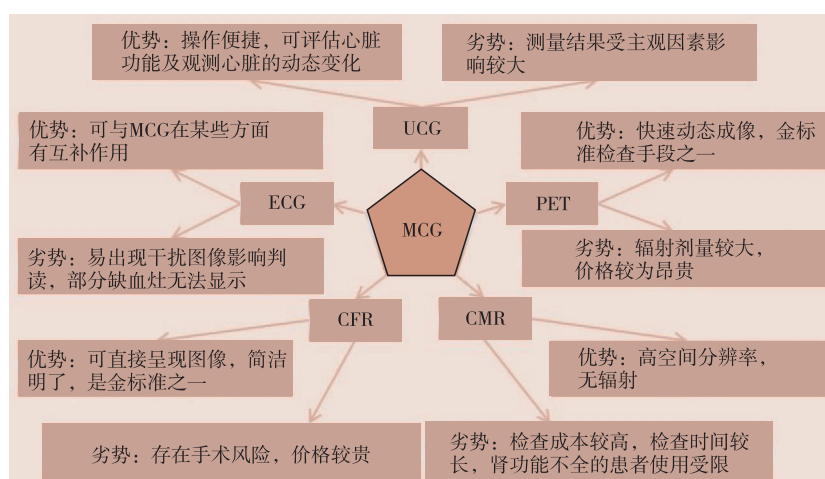 优势：操作便捷，可评估心脏
功能及观测心脏的动态变化
劣势：测量结果受主观因素影
响较大
UCG
优势：可与MCG在某些方面
有互补作用
优势：快速动态成像，金标
准检查手段之一
ECG
MCG
PET
劣势：易出现干扰图像影响判
读，部分缺血灶无法显示
劣势：辐射剂量较大，
价格较为昂贵
CFR
CMR
优势：可直接呈现图像，简洁
明了，是金标准之一
优势：高空间分辨率，
无辐射
劣势：存在手术风险，价格较贵
劣势：检查成本较高，检查时间较
长，肾功能不全的患者使用受限